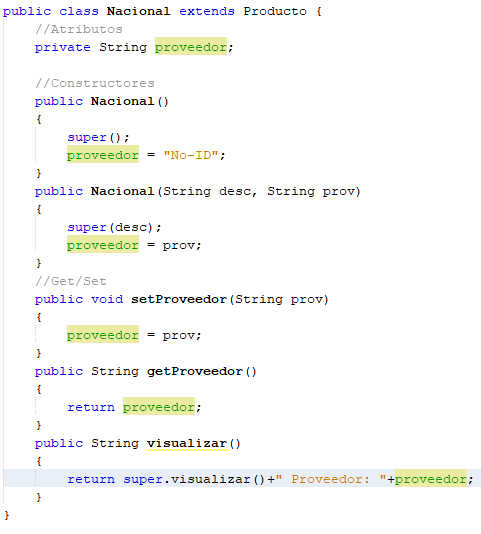 public class Nacional extends Producto {
//Atributos
private String proveedor;
//Constructores
public Nacional()
{
super();
proveedor = "No-ID";
}
public Nacional(String desc, String prov)
{
super(desc);
proveedor = prov;
}
//Get/Set
public void setProveedor(String prov)
{
proveedor = prov;
}
public String getProveedor()
{
return proveedor;
}
public String visualizar()
{
return super.visualizar()+" Proveedor: "+proveedor;
}
}